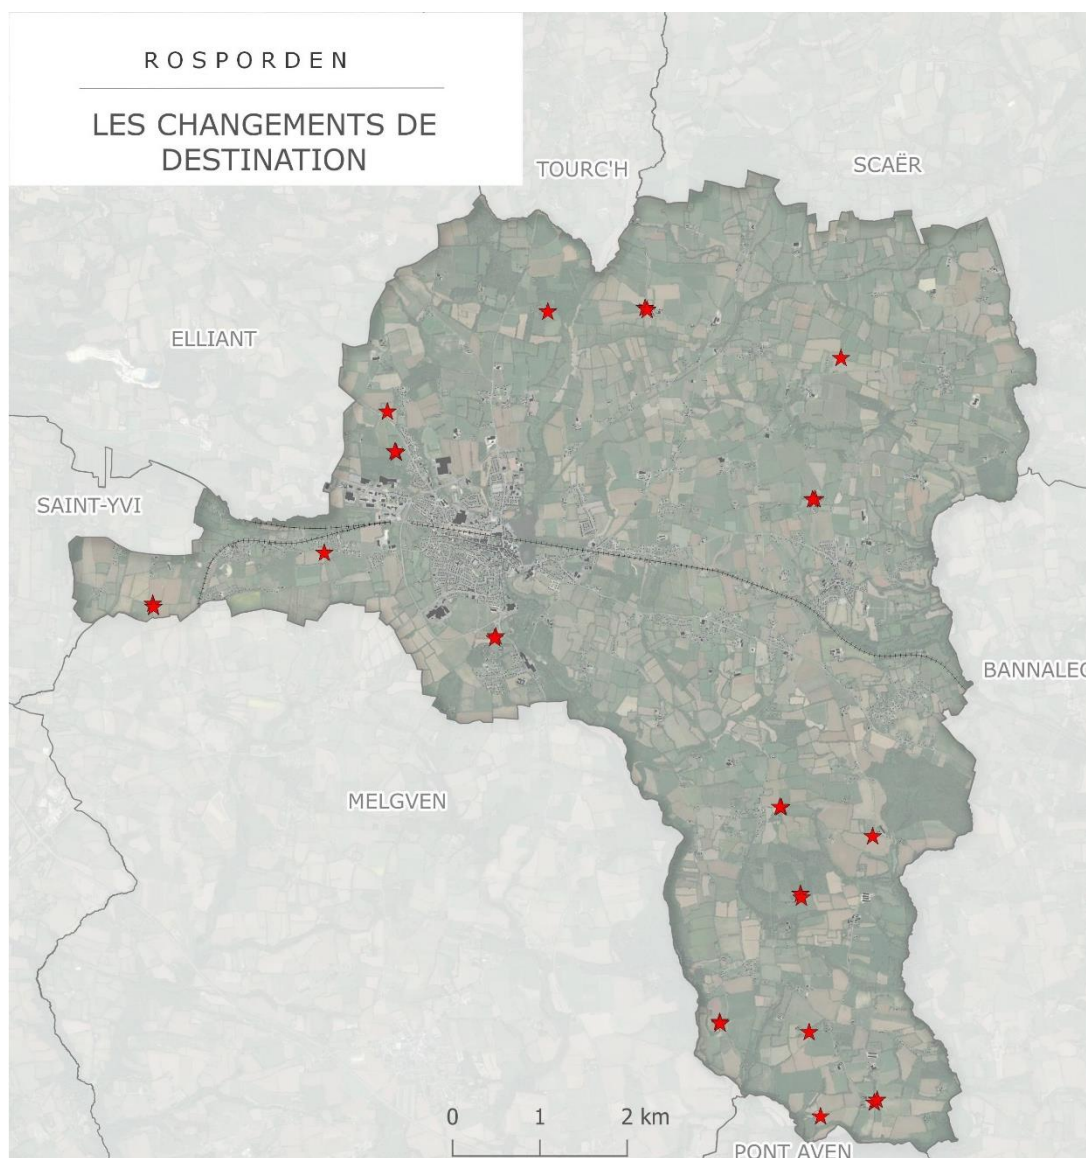 ROSPORDEN
LES CHANGEMENTS DE
DESTINATION
TOURC'H
SCAËR
ELLIANT
SAINT-YVI
BANNALEC
MELGVEN
0 1 2 km
PONT AVEN